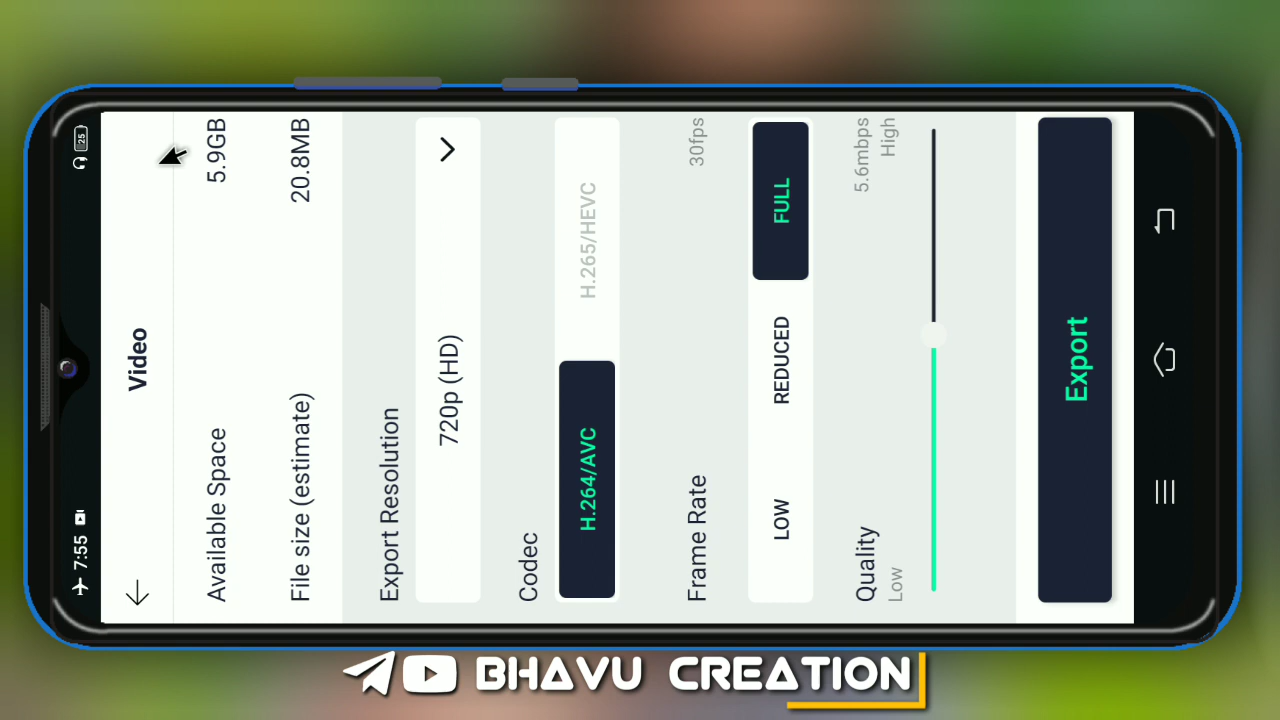 7:55
25
Video
Available Space 5.9GB
File size (estimate) 20.8MB
Export Resolution
720p (HD)
Codec
H.264/AVC H.265/HEVC
Frame Rate 30fps
LOW REDUCED FULL
Quality 5.6mbps
Low High
Export
BHAVU CREATION